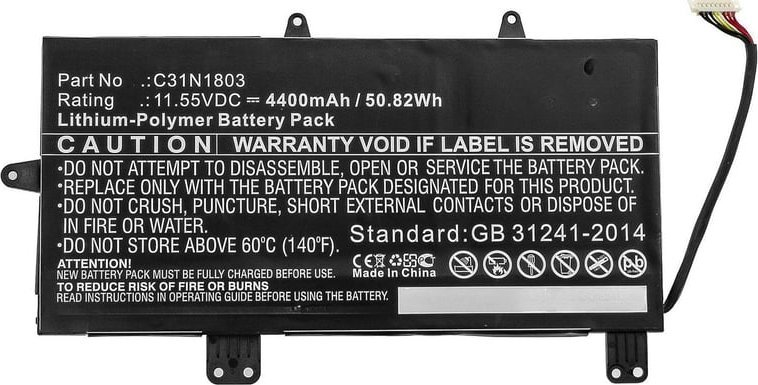 Part No .: C31N1803
Rating .: 11.55VDC ⎓ 4400mAh / 50.82Wh
Lithium-Polymer Battery Pack
CAUTION WARRANTY VOID IF LABEL IS REMOVED
•DO NOT ATTEMPT TO DISASSEMBLE, OPEN OR SERVICE THE BATTERY PACK.
•REPLACE ONLY WITH THE BATTERY PACK DESIGNATED FOR THIS PRODUCT.
•DO NOT CRUSH, PUNCTURE, SHORT EXTERNAL CONTACTS OR DISPOSE OF
IN FIRE OR WATER.
•DO NOT STORE ABOVE 60ºC (140ºF).
Standard:GB 31241-2014
ATTENTION!
NEW BATTERY PACK MUST BE FULLY CHARGED BEFORE USE.
TO REDUCE RISK OF FIRE OR BURNS
READ INSTRUCTIONS IN OPERATING GUIDE BEFORE USING THE BATTERY.
CE
Made In China
Pb